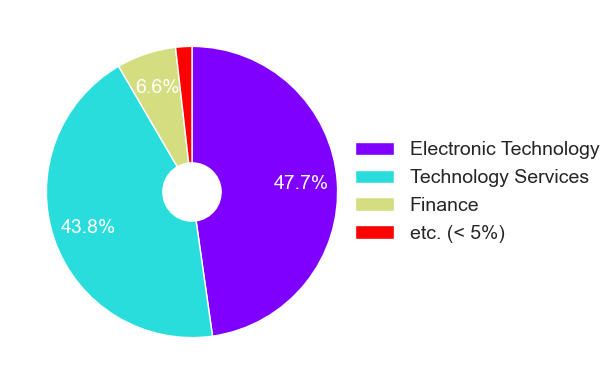 6.6%
47.7%
43.8%
Electronic Technology
Technology Services
Finance
etc. (< 5%)